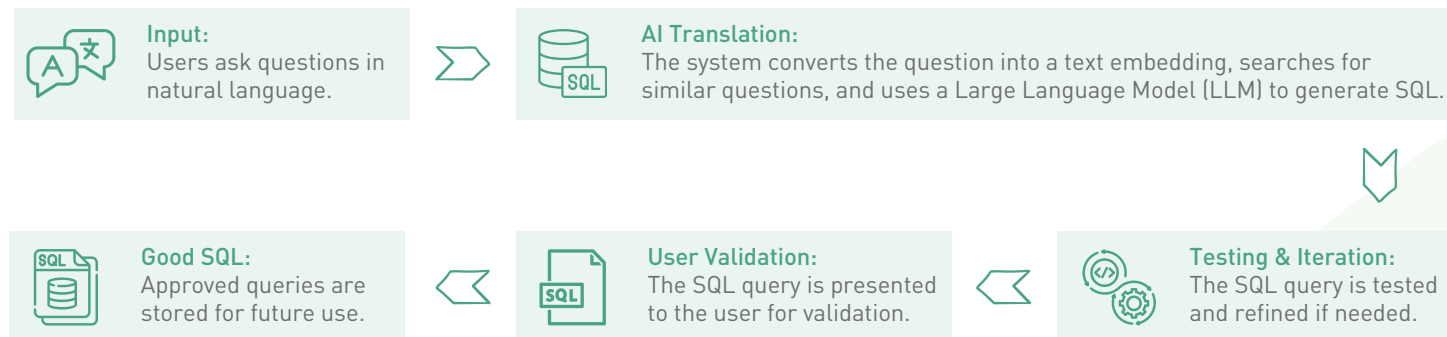 A 文
Input:
Users ask questions in
natural language.
SQL
AI Translation:
The system converts the question into a text embedding, searches for
similar questions, and uses a Large Language Model (LLM) to generate SQL.
SQL
Good SQL:
Approved queries are
stored for future use.
SQL
User Validation:
The SQL query is presented
to the user for validation.
</>
Testing & Iteration:
The SQL query is tested
and refined if needed.